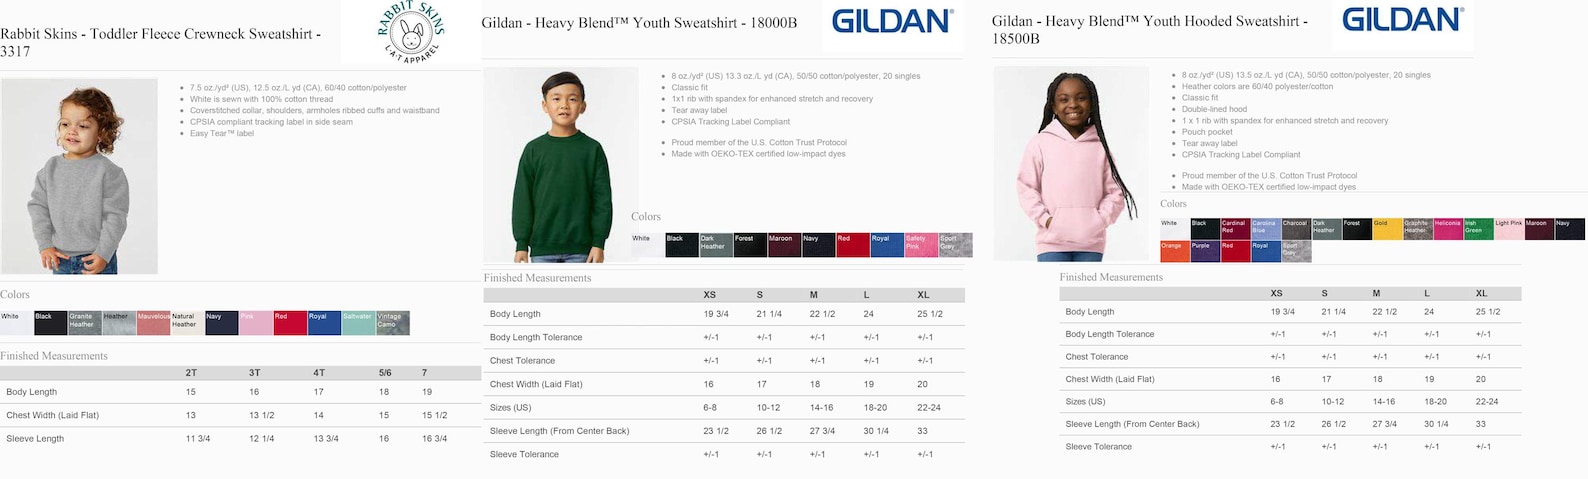 Rabbit Skins - Toddler Fleece Crewneck Sweatshirt -
3317
RABBIT SKINS
L·A·T APPAREL
7.5 oz./yd² (US), 12.5 oz./L yd (CA), 60/40 cotton/polyester
White is sewn with 100% cotton thread
Coverstitched collar, shoulders, armholes ribbed cuffs and waistband
CPSIA compliant tracking label in side seam
Easy Tear™ label
Colors
White Black Granite Heather Heather Mauvelous Natural Heather Navy Pink Red Royal Saltwater Vintage Camo
Finished Measurements
2T 3T 4T 5/6 7
Body Length 15 16 17 18 19
Chest Width (Laid Flat) 13 13 1/2 14 15 15 1/2
Sleeve Length 11 3/4 12 1/4 13 3/4 16 16 3/4
Gildan - Heavy Blend™ Youth Sweatshirt - 18000B
GILDAN®
8 oz./yd² (US) 13.3 oz./L yd (CA), 50/50 cotton/polyester, 20 singles
Classic fit
1x1 rib with spandex for enhanced stretch and recovery
Tear away label
CPSIA Tracking Label Compliant
Proud member of the U.S. Cotton Trust Protocol
Made with OEKO-TEX certified low-impact dyes
Colors
White Black Dark Heather Forest Maroon Navy Red Royal Safety Pink Sport Grey
Finished Measurements
XS S M L XL
Body Length 19 3/4 21 1/4 22 1/2 24 25 1/2
Body Length Tolerance +/-1 +/-1 +/-1 +/-1 +/-1
Chest Tolerance +/-1 +/-1 +/-1 +/-1 +/-1
Chest Width (Laid Flat) 16 17 18 19 20
Sizes (US) 6-8 10-12 14-16 18-20 22-24
Sleeve Length (From Center Back) 23 1/2 26 1/2 27 3/4 30 1/4 33
Sleeve Tolerance +/-1 +/-1 +/-1 +/-1 +/-1
Gildan - Heavy Blend™ Youth Hooded Sweatshirt -
18500B
GILDAN®
8 oz./yd² (US) 13.5 oz./L yd (CA), 50/50 cotton/polyester, 20 singles
Heather colors are 60/40 polyester/cotton
Classic fit
Double-lined hood
1 x 1 rib with spandex for enhanced stretch and recovery
Pouch pocket
Tear away label
CPSIA Tracking Label Compliant
Proud member of the U.S. Cotton Trust Protocol
Made with OEKO-TEX certified low-impact dyes
Colors
White Black Cardinal Red Carolina Blue Charcoal Dark Heather Forest Gold Graphite Heather Heliconia Irish Green Light Pink Maroon Navy
Orange Purple Red Royal Sport Grey
Finished Measurements
XS S M L XL
Body Length 19 3/4 21 1/4 22 1/2 24 25 1/2
Body Length Tolerance +/-1 +/-1 +/-1 +/-1 +/-1
Chest Tolerance +/-1 +/-1 +/-1 +/-1 +/-1
Chest Width (Laid Flat) 16 17 18 19 20
Sizes (US) 6-8 10-12 14-16 18-20 22-24
Sleeve Length (From Center Back) 23 1/2 26 1/2 27 3/4 30 1/4 33
Sleeve Tolerance +/-1 +/-1 +/-1 +/-1 +/-1